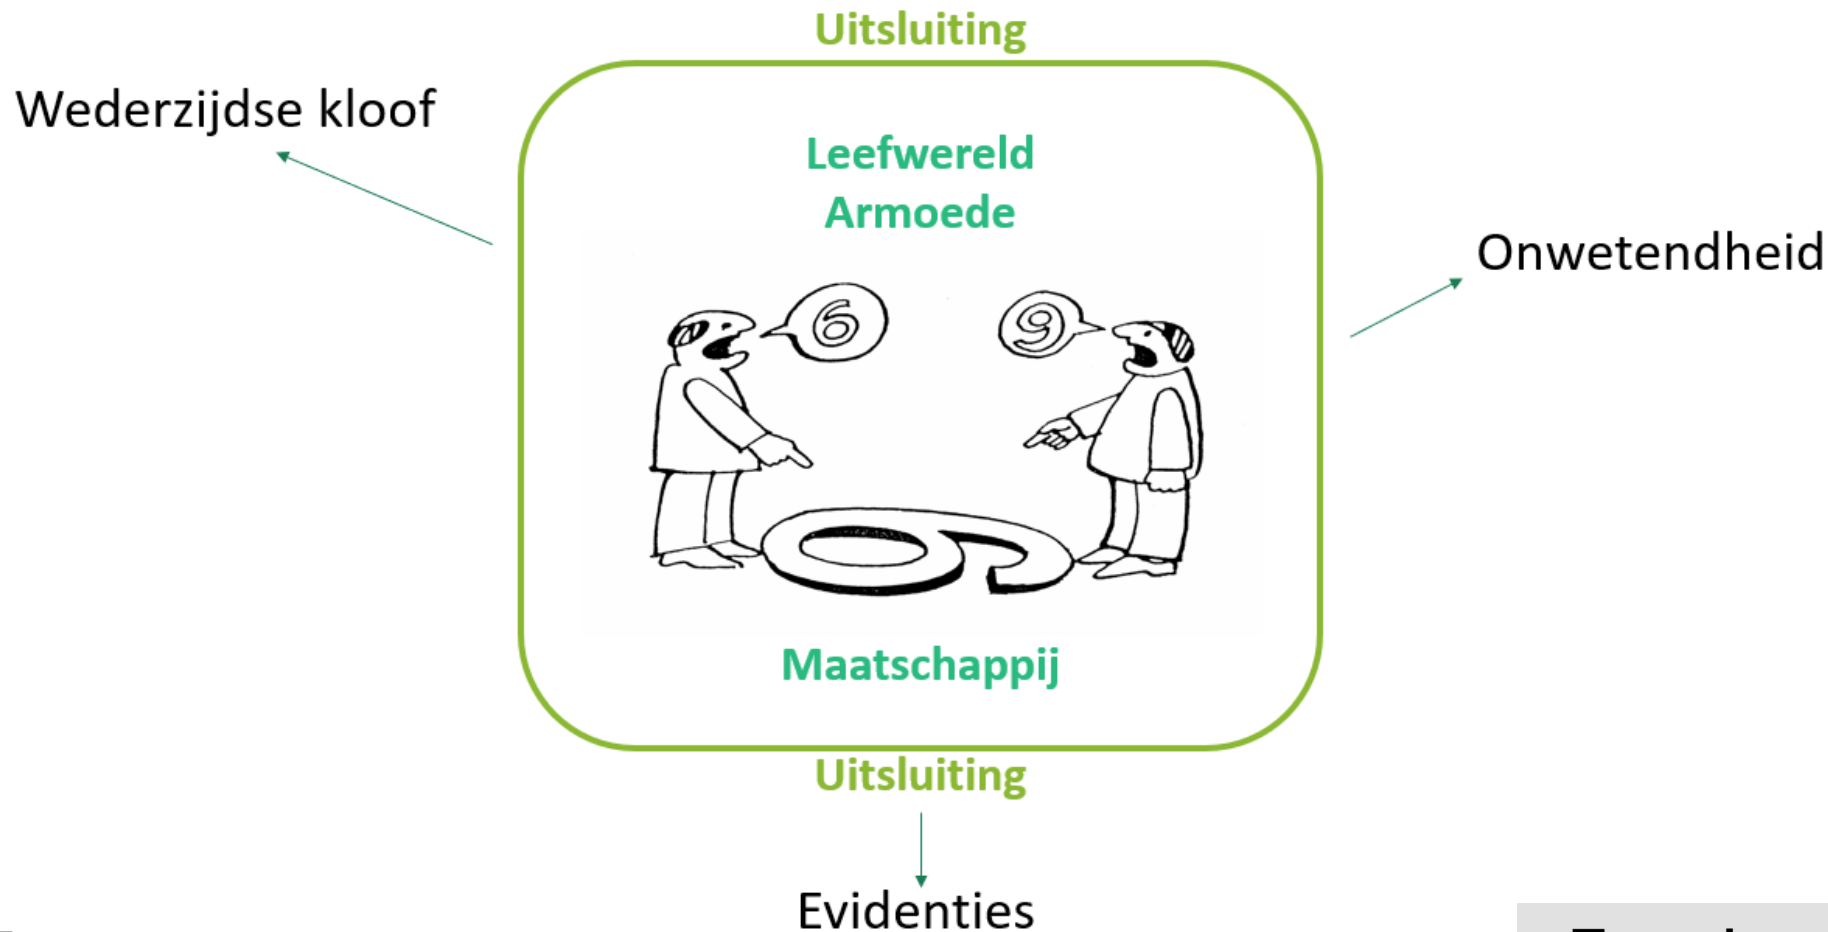 Uitsluiting
Wederzijdse kloof
Leefwereld
Armoede
Onwetendheid
6
9
Maatschappij
Uitsluiting
Evidenties